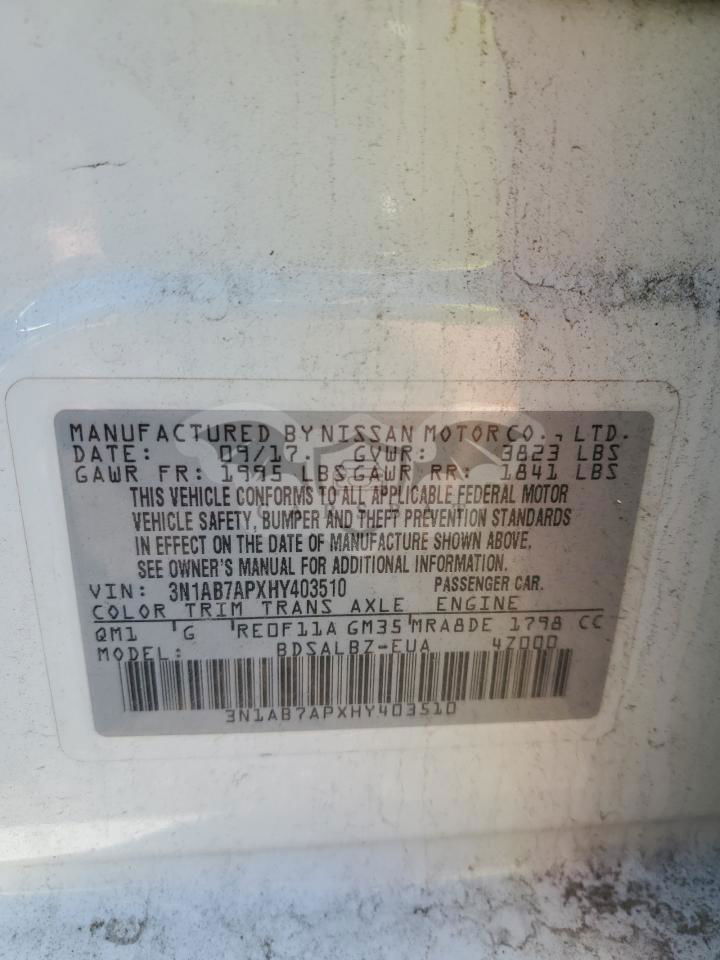 MANUFACTURED BY NISSAN MOTOR CO., LTD.
DATE: 09/17 GVWR: 3823 LBS
GAWR FR: 1995 LBS GAWR RR: 1841 LBS
THIS VEHICLE CONFORMS TO ALL APPLICABLE FEDERAL MOTOR
VEHICLE SAFETY, BUMPER AND THEFT PREVENTION STANDARDS
IN EFFECT ON THE DATE OF MANUFACTURE SHOWN ABOVE.
SEE OWNER'S MANUAL FOR ADDITIONAL INFORMATION.
VIN: 3N1AB7APXHY403510 PASSENGER CAR.
COLOR TRIM TRANS AXLE ENGINE
QM1 G RE0F11A GM35 MRA8DE 1798 CC
MODEL: BDSALBZ-EUA 4Z000
3N1AB7APXHY403510